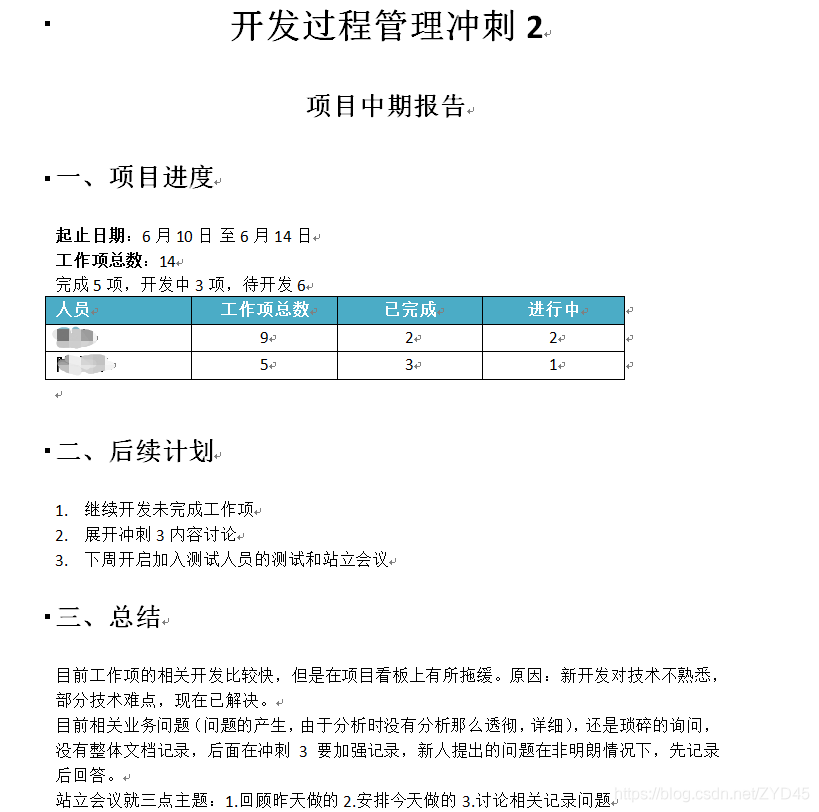 开发过程管理冲刺 2
项目中期报告
一、项目进度
起止日期：6 月 10 日 至 6 月 14 日
工作项总数：14
完成 5 项，开发中 3 项，待开发 6
人员 工作项总数 已完成 进行中
9 2 2
5 3 1
二、后续计划
1. 继续开发未完成工作项
2. 展开冲刺 3 内容讨论
3. 下周开启加入测试人员的测试和站立会议
三、总结
目前工作项的相关开发比较快，但是在项目看板上有所拖缓。原因：新开发对技术不熟悉，
部分技术难点，现在已解决。
目前相关业务问题（问题的产生，由于分析时没有分析那么透彻，详细），还是琐碎的询问，
没有整体文档记录，后面在冲刺 3 要加强记录，新人提出的问题在非明朗情况下，先记录
后回答。
站立会议就三点主题：1.回顾昨天做的 2.安排今天做的 3.讨论相关记录问题
https://blog.csdn.net/ZYD45